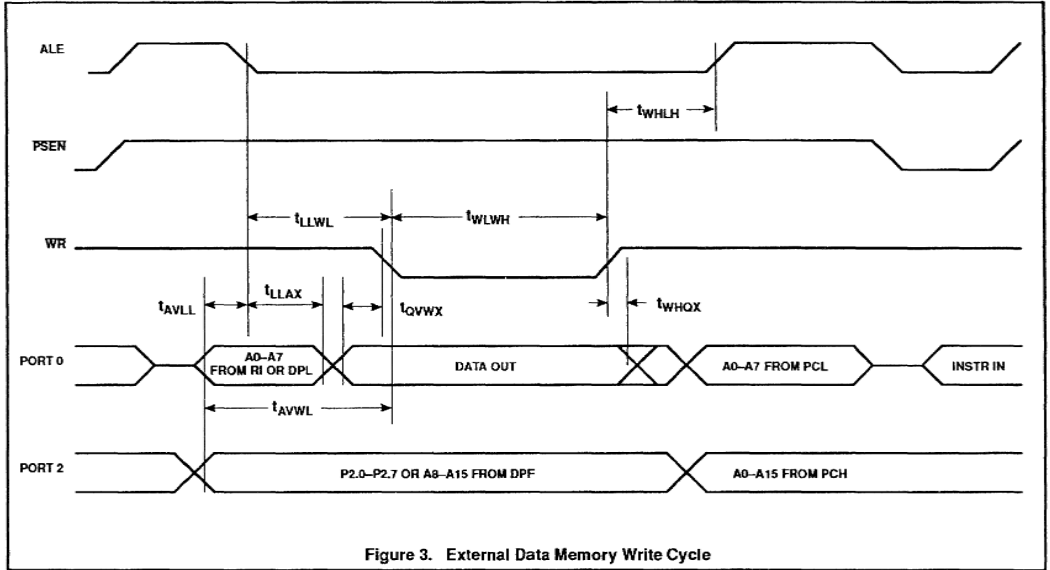 ALE
tWHLH
PSEN
tLLWL
tWLWH
WR
tAVLL
tLLAX
tQVWX
tWHQX
PORT 0
A0–A7
FROM RI OR DPL
DATA OUT
A0–A7 FROM PCL
INSTR IN
tAVWL
PORT 2
P2.0–P2.7 OR A8–A15 FROM DPF
A0–A15 FROM PCH
Figure 3. External Data Memory Write Cycle